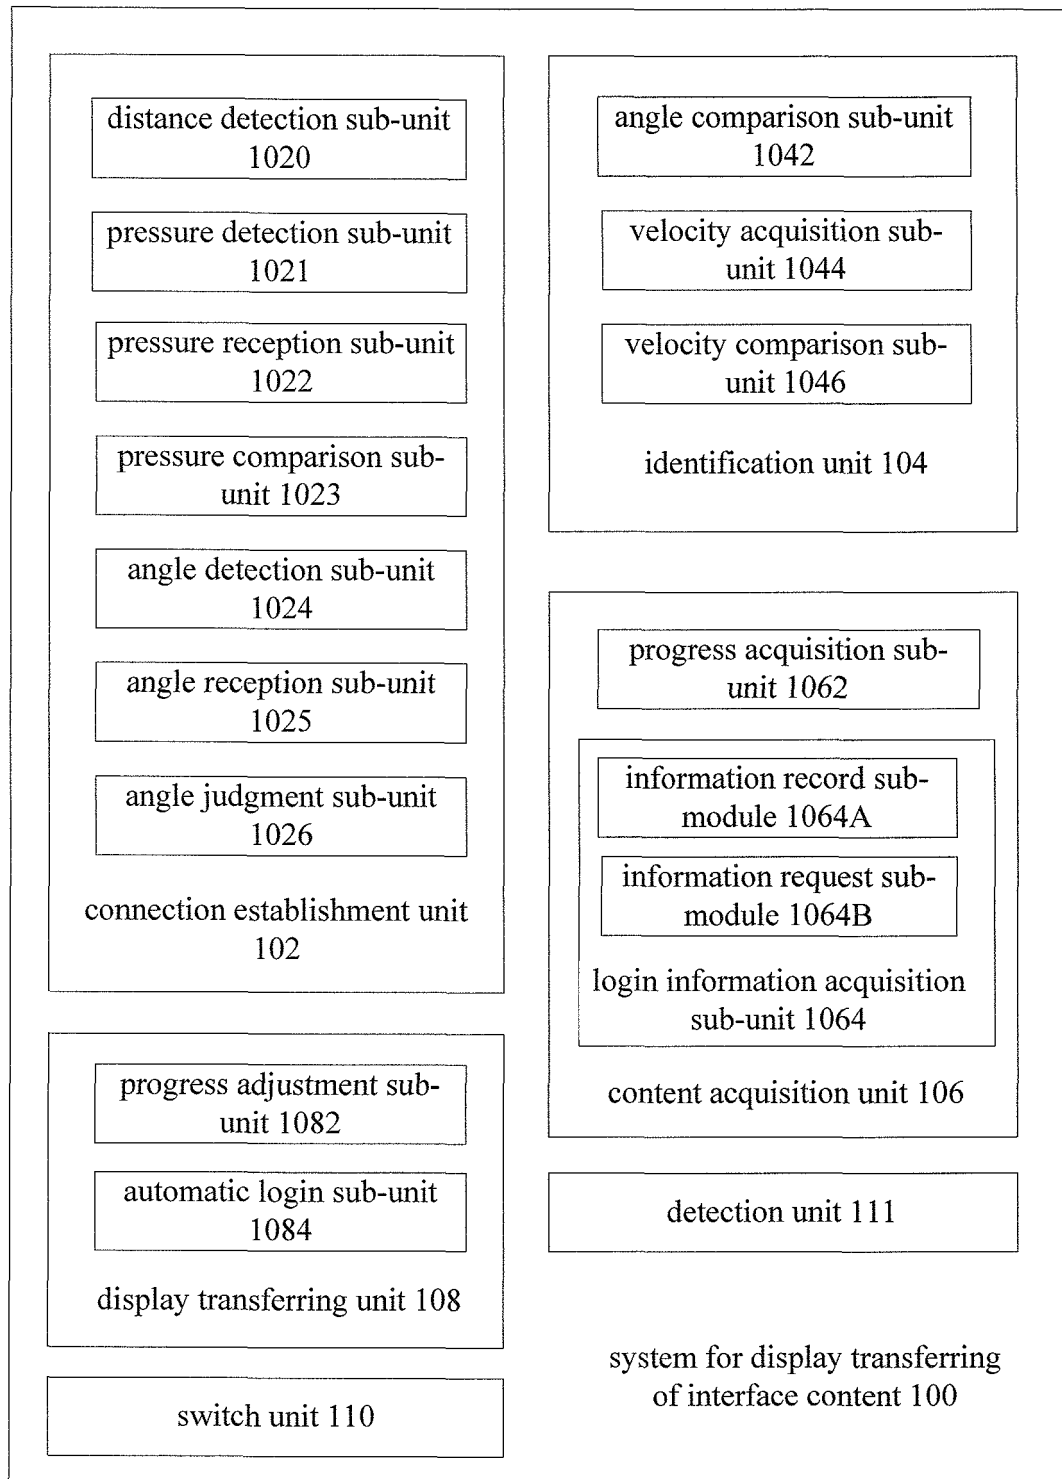 distance detection sub-unit
1020
pressure detection sub-unit
1021
pressure reception sub-unit
1022
pressure comparison sub-
unit 1023
angle detection sub-unit
1024
angle reception sub-unit
1025
angle judgment sub-unit
1026
connection establishment unit
102
progress adjustment sub-
unit 1082
automatic login sub-unit
1084
display transferring unit 108
switch unit 110
angle comparison sub-unit
1042
velocity acquisition sub-
unit 1044
velocity comparison sub-
unit 1046
identification unit 104
progress acquisition sub-
unit 1062
information record sub-
module 1064A
information request sub-
module 1064B
login information acquisition
sub-unit 1064
content acquisition unit 106
detection unit 111
system for display transferring
of interface content 100